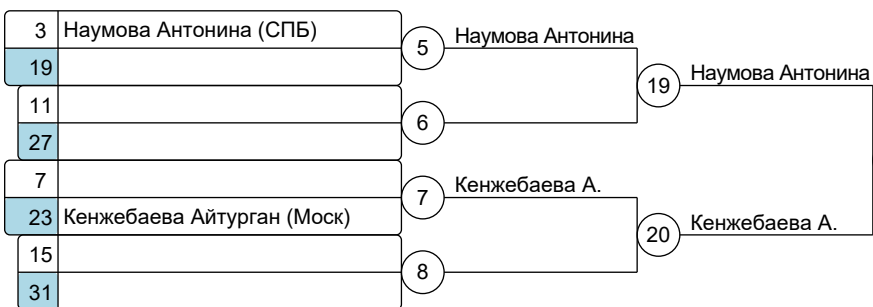 3 Наумова Антонина (СПБ)
19
5 Наумова Антонина
11
27
6
19 Наумова Антонина
7
23 Кенжебаева Айтурган (Моск)
7 Кенжебаева А.
15
31
8
20 Кенжебаева А.